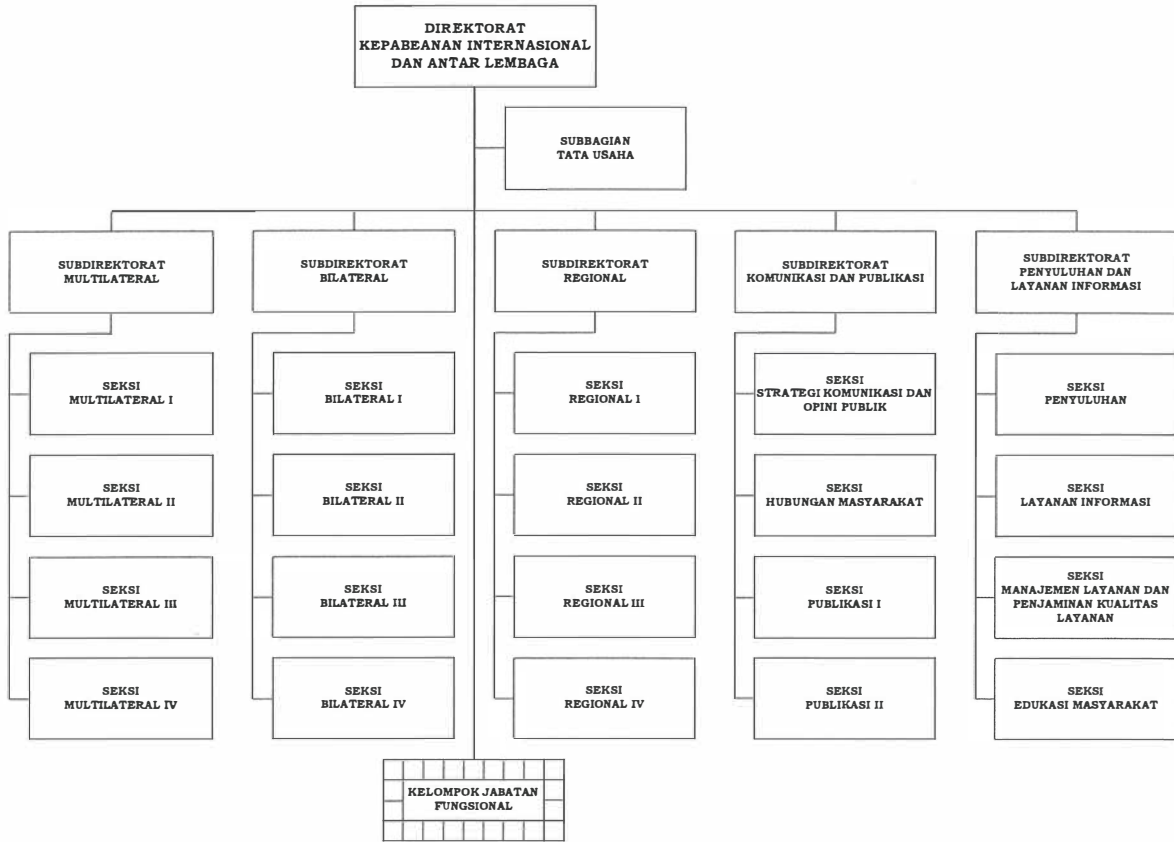 DIREKTORAT
KEPABEANAN INTERNASIONAL
DAN ANTAR LEMBAGA
SUBBAGIAN
TATA USAHA
SUBDIREKTORAT
MULTILATERAL
SUBDIREKTORAT
BILATERAL
SUBDIREKTORAT
REGIONAL
SUBDIREKTORAT
KOMUNIKASI DAN PUBLIKASI
SUBDIREKTORAT
PENYULUHAN DAN
LAYANAN INFORMASI
SEKSI
MULTILATERAL I
SEKSI
BILATERAL I
SEKSI
REGIONAL I
SEKSI
STRATEGI KOMUNIKASI DAN
OPINI PUBLIK
SEKSI
PENYULUHAN
SEKSI
MULTILATERAL II
SEKSI
BILATERAL II
SEKSI
REGIONAL II
SEKSI
HUBUNGAN MASYARAKAT
SEKSI
LAYANAN INFORMASI
SEKSI
MULTILATERAL III
SEKSI
BILATERAL III
SEKSI
REGIONAL III
SEKSI
PUBLIKASI I
SEKSI
MANAJEMEN LAYANAN DAN
PENJAMINAN KUALITAS
LAYANAN
SEKSI
MULTILATERAL IV
SEKSI
BILATERAL IV
SEKSI
REGIONAL IV
SEKSI
PUBLIKASI II
SEKSI
EDUKASI MASYARAKAT
KELOMPOK JABATAN
FUNGSIONAL